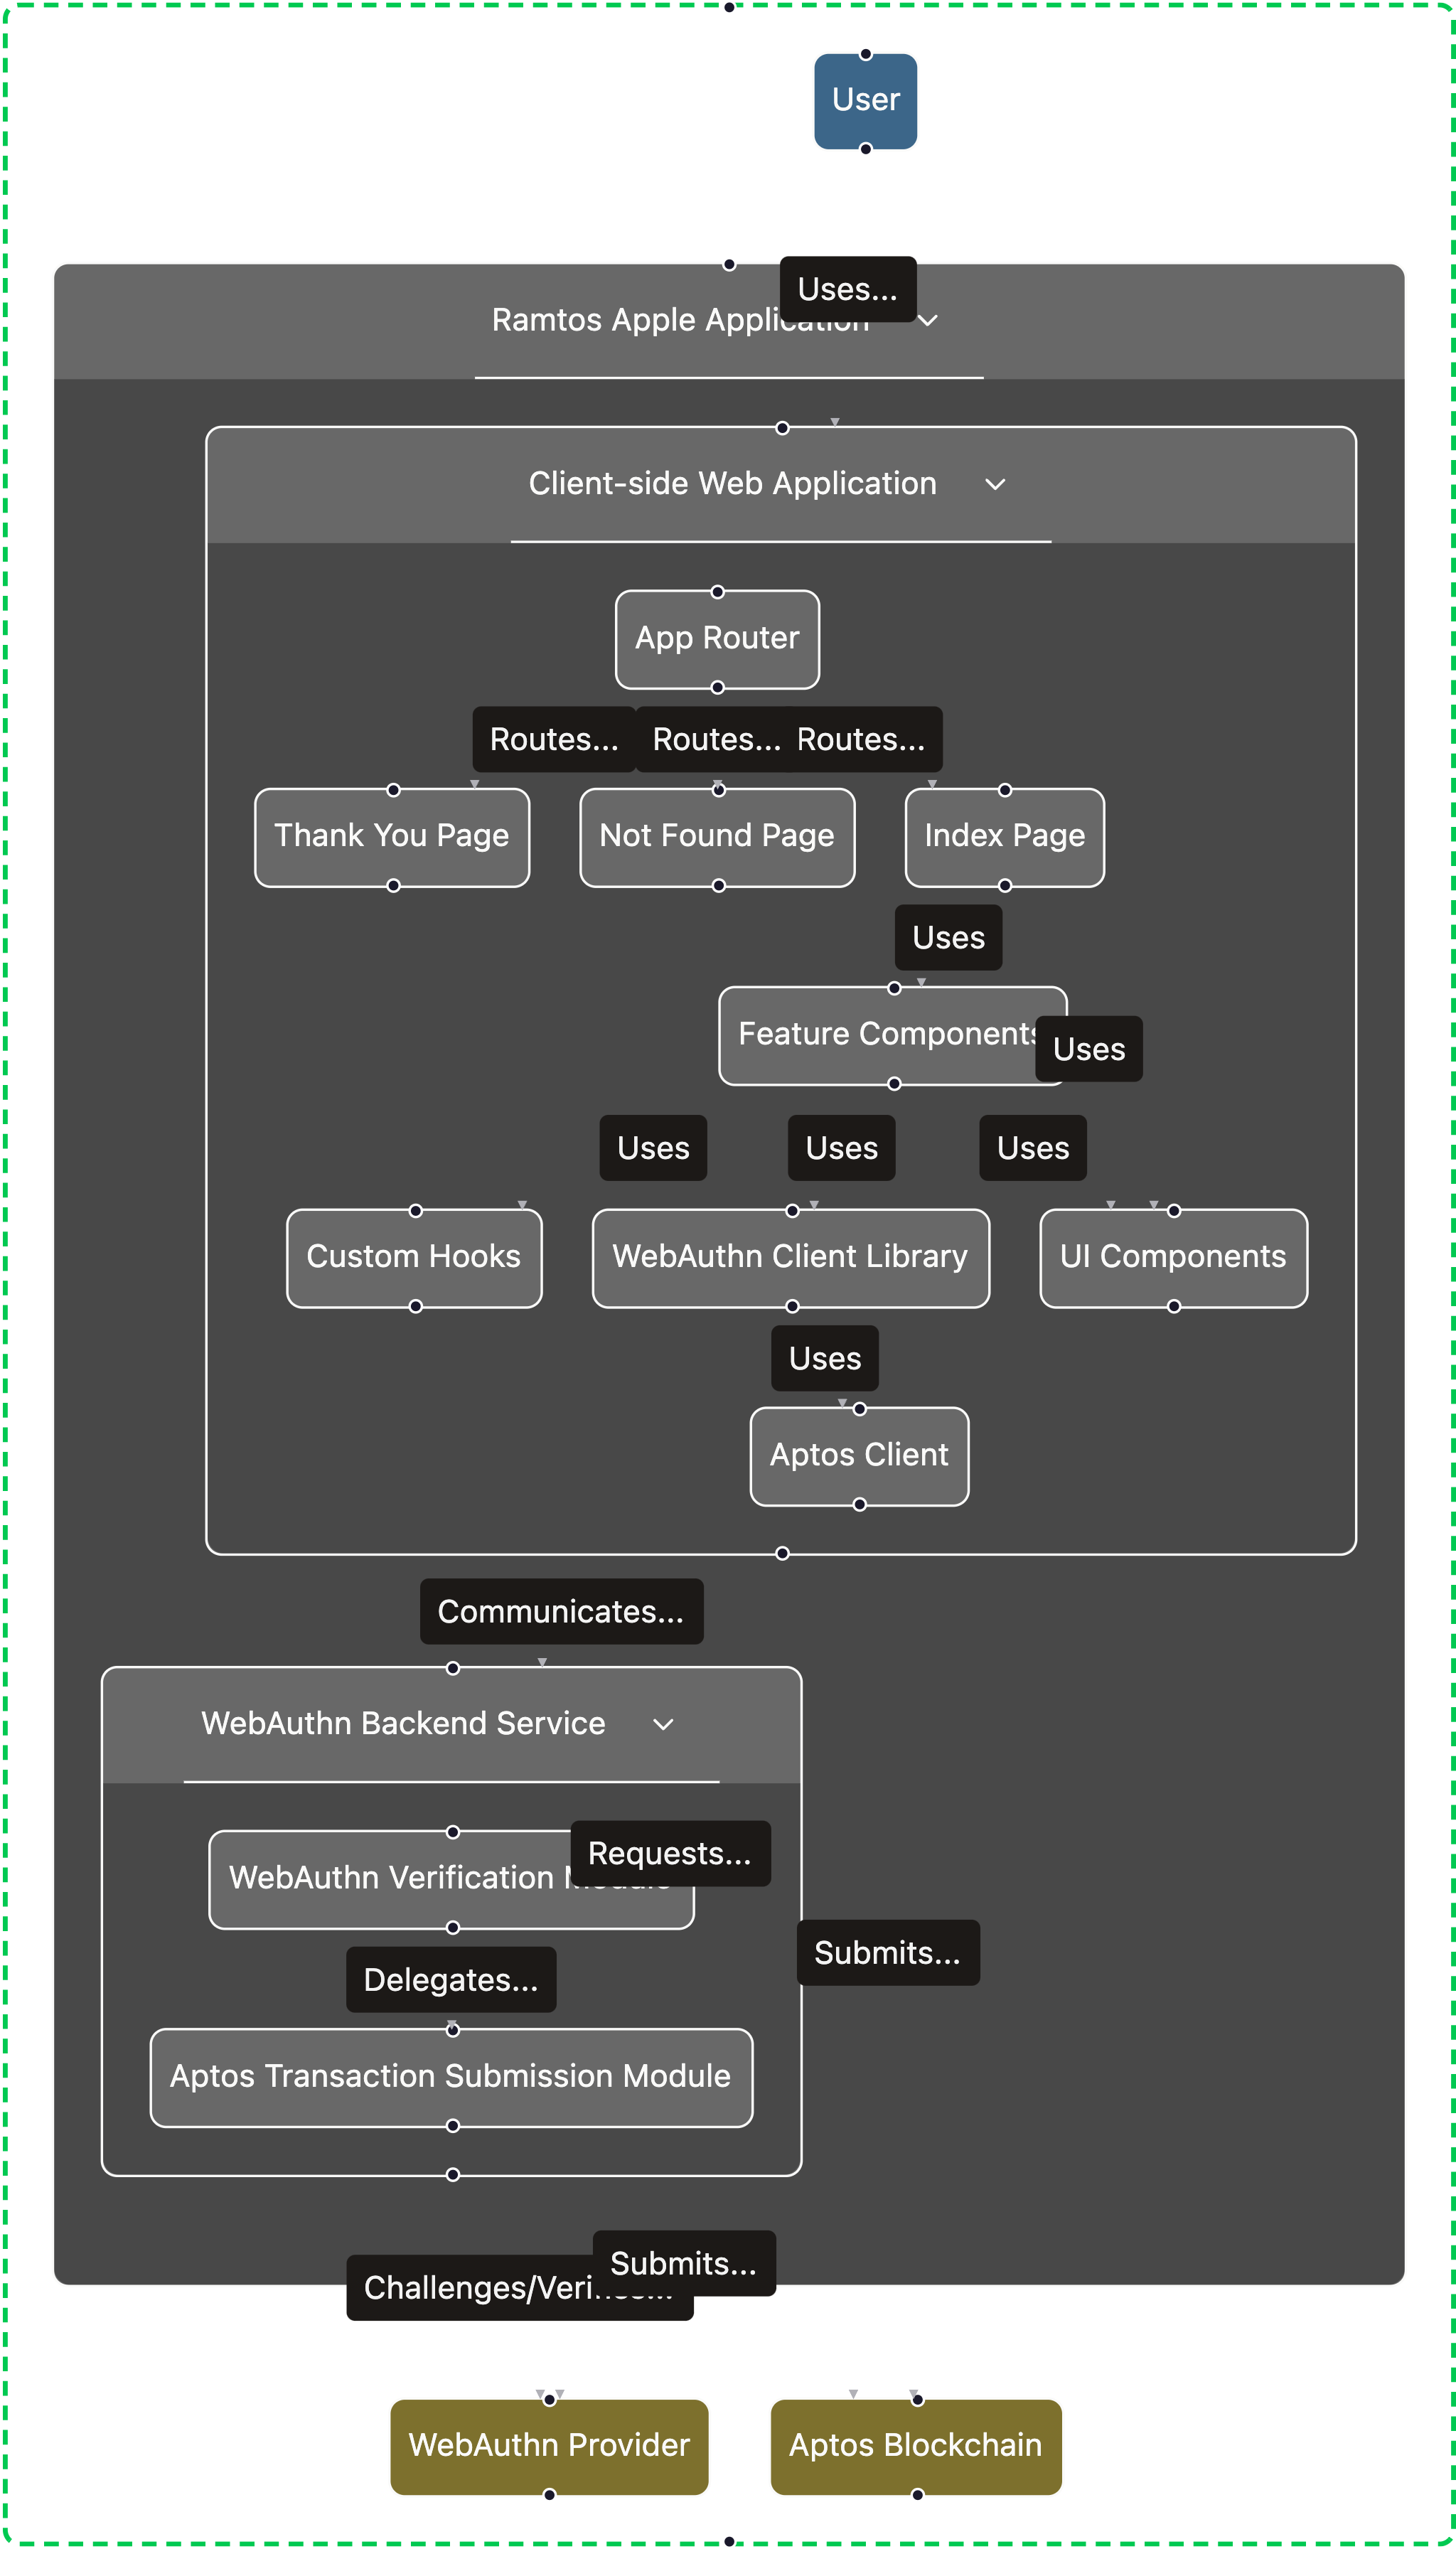 User
Uses...
Ramtos Apple Application
Client-side Web Application
App Router
Routes... Routes... Routes...
Thank You Page
Not Found Page
Index Page
Uses
Feature Components
Uses
Uses
Uses
Uses
Custom Hooks
WebAuthn Client Library
UI Components
Uses
Aptos Client
Communicates...
WebAuthn Backend Service
Requests...
WebAuthn Verification Module
Submits...
Delegates...
Aptos Transaction Submission Module
Submits...
Challenges/Verifies...
WebAuthn Provider
Aptos Blockchain